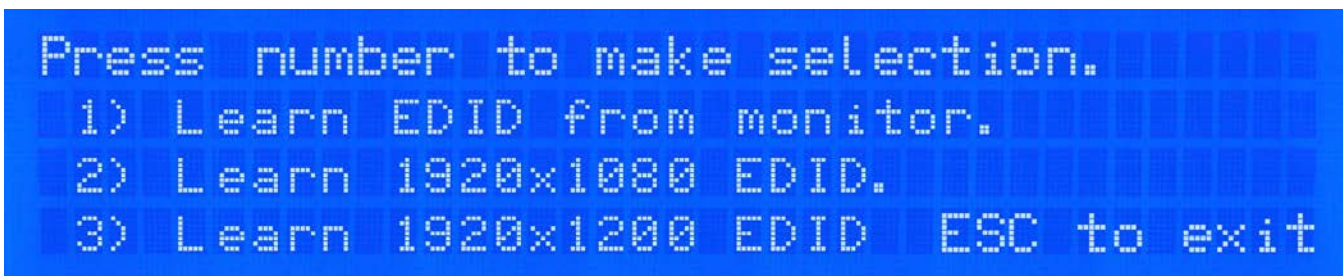 Press number to make selection.
1) Learn EDID from monitor.
2) Learn 1920x1080 EDID.
3) Learn 1920x1200 EDID ESC to exit